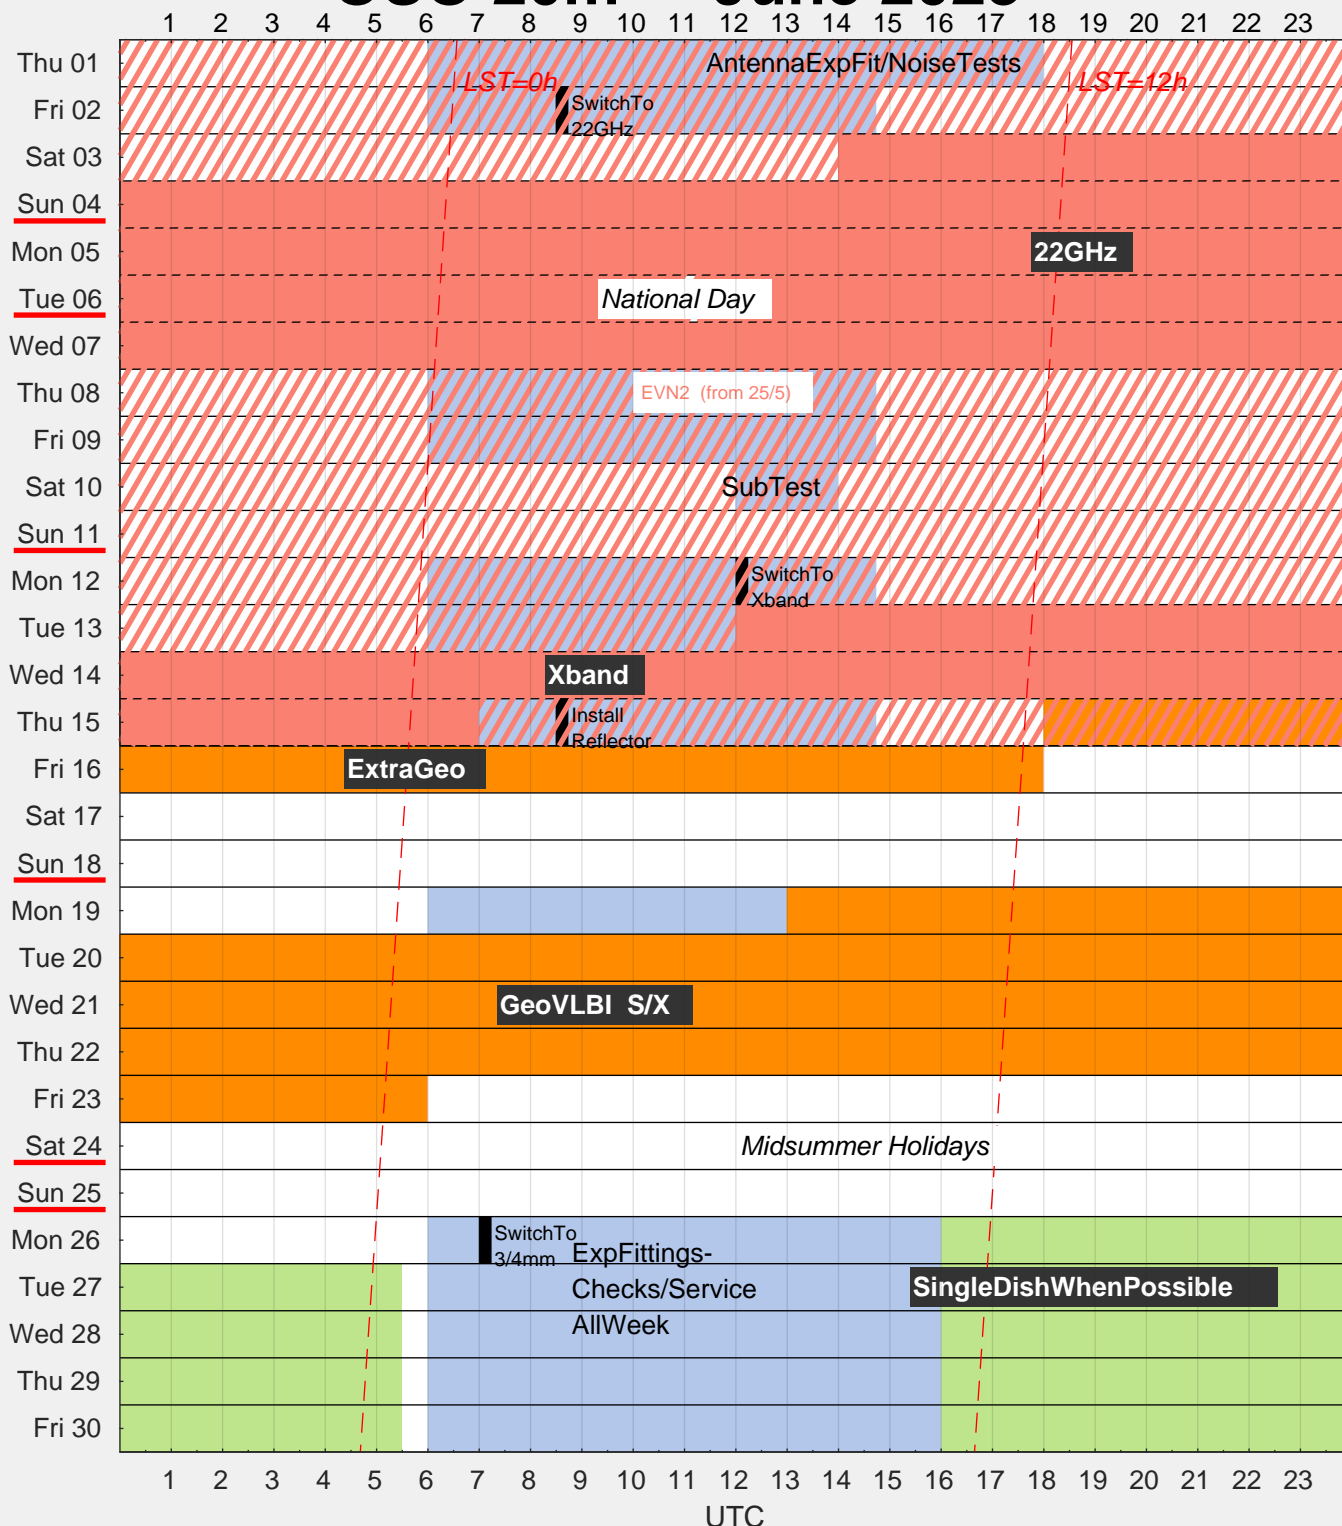 1 2 3 4 5 6 7 8 9 10 11 12 13 14 15 16 17 18 19 20 21 22 23
Thu 01
AntennaExpFit/NoiseTests
LST=0h
LST=12h
Fri 02
SwitchTo
22GHz
Sat 03
Sun 04
Mon 05
22GHz
Tue 06
National Day
Wed 07
Thu 08
EVN2 (from 25/5)
Fri 09
Sat 10
SubTest
Sun 11
Mon 12
SwitchTo
Xband
Tue 13
Wed 14
Xband
Thu 15
Install
Reflector
Fri 16
ExtraGeo
Sat 17
Sun 18
Mon 19
Tue 20
Wed 21
GeoVLBI S/X
Thu 22
Fri 23
Sat 24
Midsummer Holidays
Sun 25
Mon 26
SwitchTo
3/4mm
ExpFittings-
Tue 27
Checks/Service
SingleDishWhenPossible
Wed 28
AllWeek
Thu 29
Fri 30
1 2 3 4 5 6 7 8 9 10 11 12 13 14 15 16 17 18 19 20 21 22 23
UTC